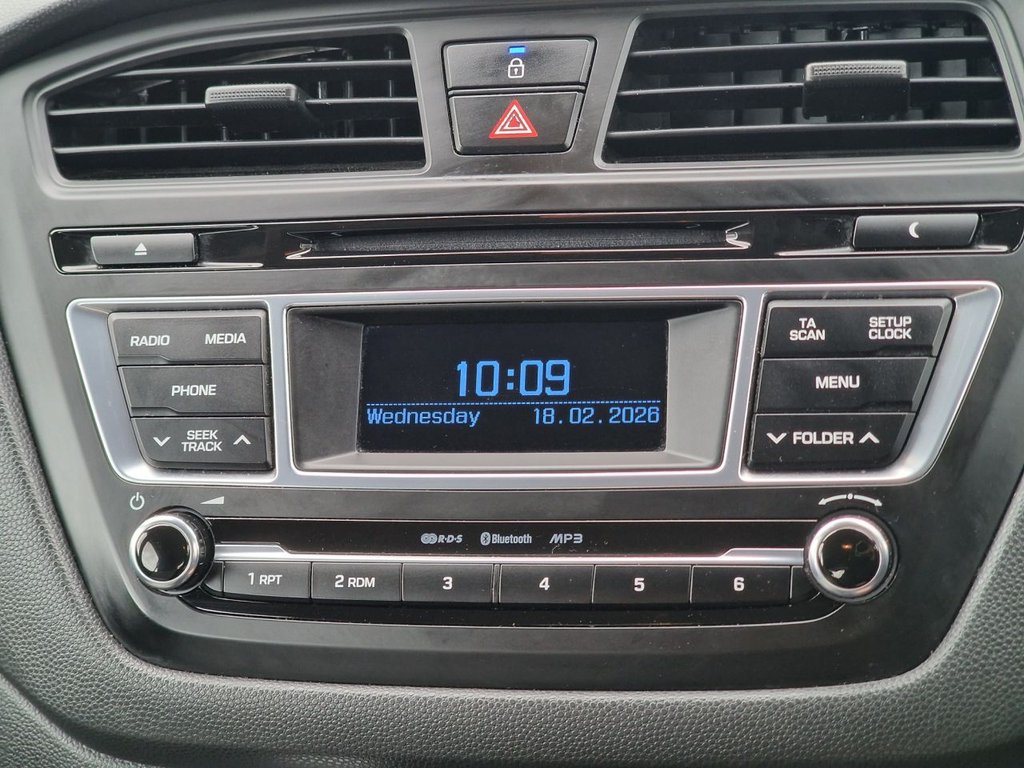 RADIO MEDIA
PHONE
SEEK
TRACK
10:09
Wednesday 18.02.2026
TA
SCAN
SETUP
CLOCK
MENU
FOLDER
R·D·S Bluetooth MP3
1 RPT 2 RDM 3 4 5 6